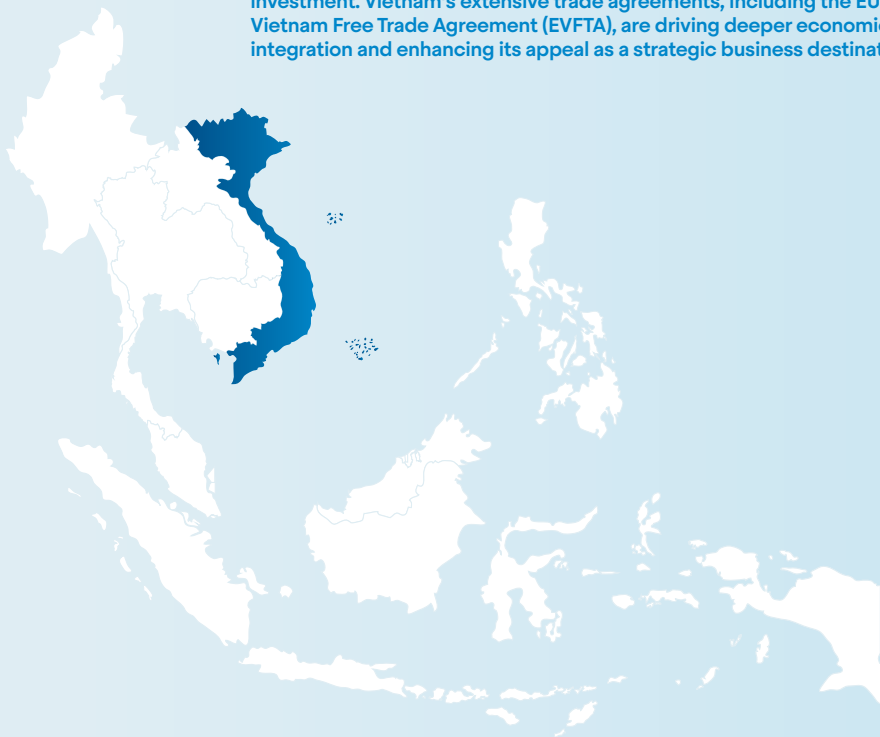 investment. Vietnam's extensive trade agreements, including the EU
Vietnam Free Trade Agreement (EVFTA), are driving deeper economic
integration and enhancing its appeal as a strategic business destinat